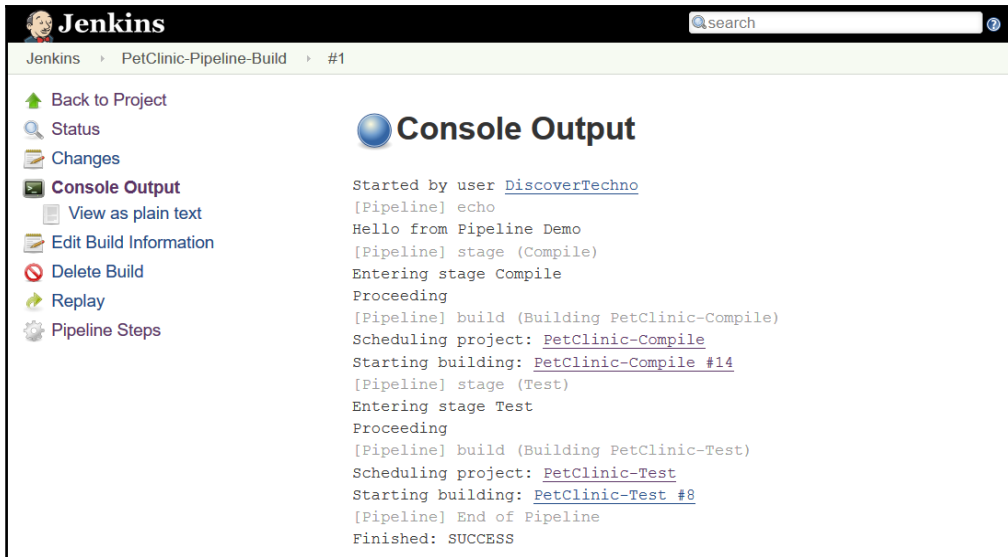 Jenkins
search
Jenkins PetClinic-Pipeline-Build #1
Back to Project
Status
Changes
Console Output
View as plain text
Edit Build Information
Delete Build
Replay
Pipeline Steps
Console Output
Started by user DiscoverTechno
[Pipeline] echo
Hello from Pipeline Demo
[Pipeline] stage (Compile)
Entering stage Compile
Proceeding
[Pipeline] build (Building PetClinic-Compile)
Scheduling project: PetClinic-Compile
Starting building: PetClinic-Compile #14
[Pipeline] stage (Test)
Entering stage Test
Proceeding
[Pipeline] build (Building PetClinic-Test)
Scheduling project: PetClinic-Test
Starting building: PetClinic-Test #8
[Pipeline] End of Pipeline
Finished: SUCCESS